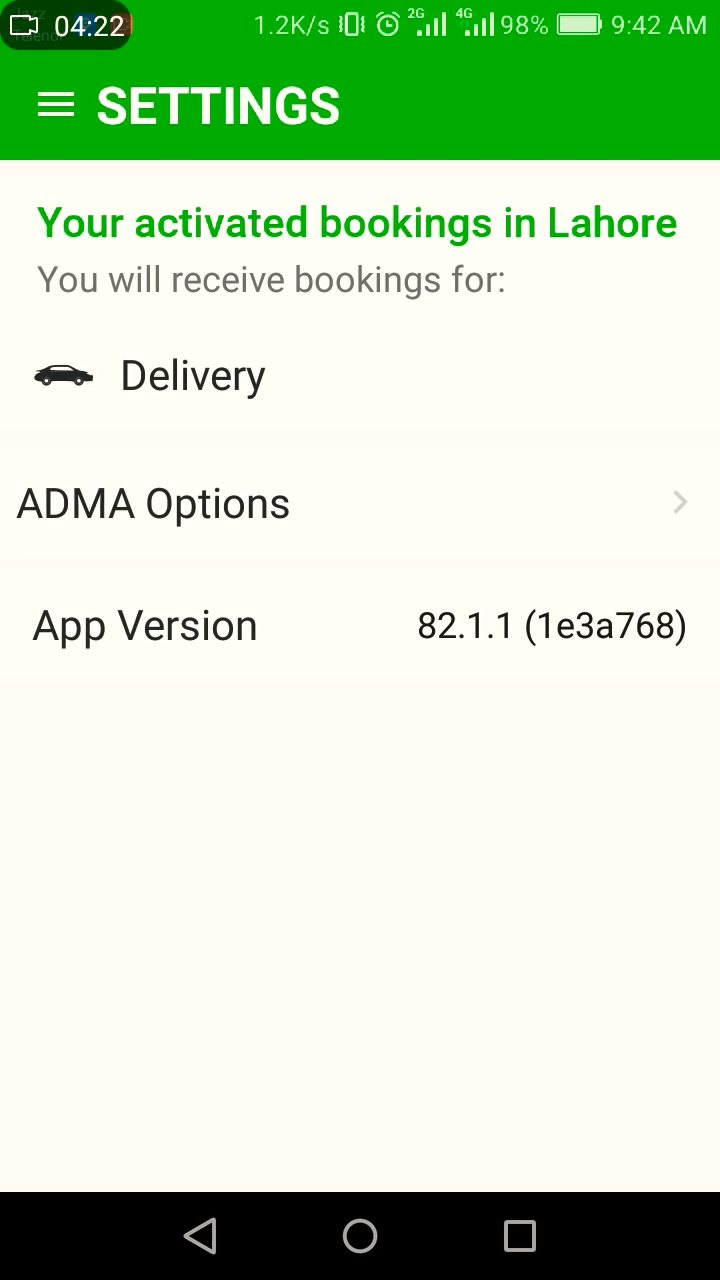 04:22 1.2K/s 2G 4G 98% 9:42 AM
SETTINGS
Your activated bookings in Lahore
You will receive bookings for:
Delivery
ADMA Options
App Version 82.1.1 (1e3a768)